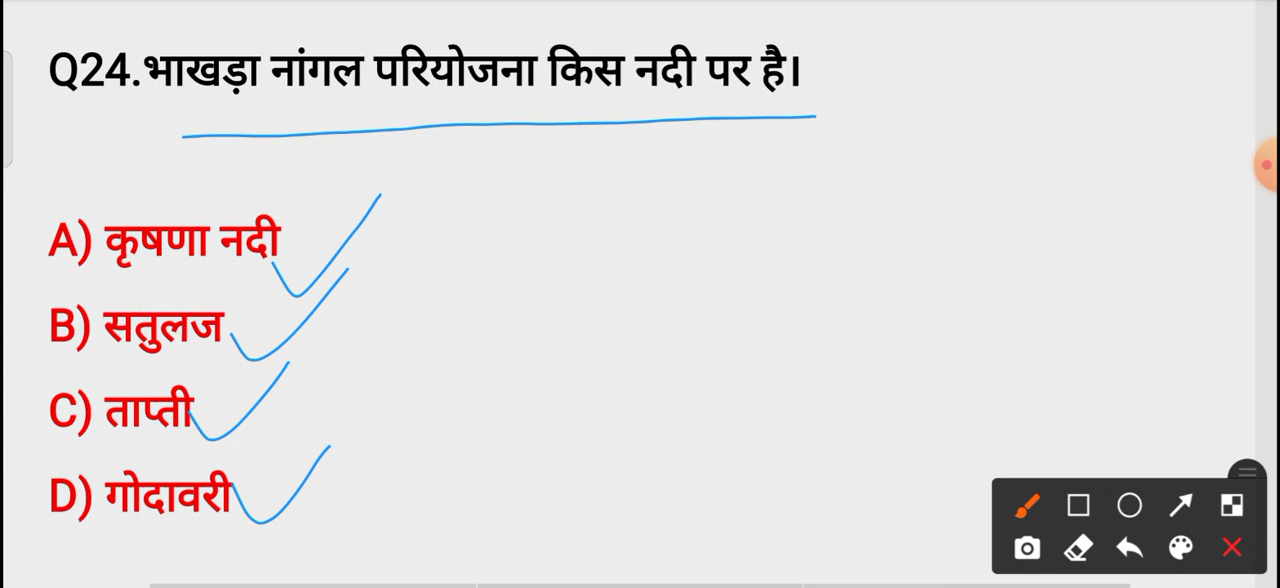 Q24.भाखड़ा नांगल परियोजना किस नदी पर है।
A) कृषणा नदी
B) सतुलज
C) ताप्ती
D) गोदावरी